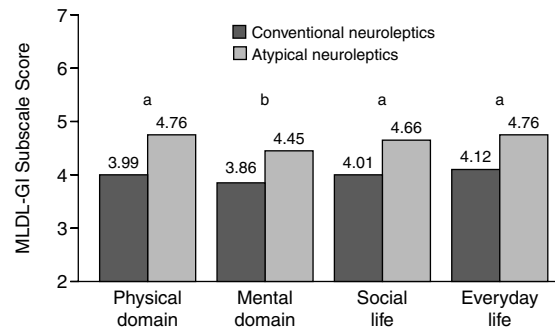 MLDL-GI Subscale Score
7
6
5
4
3
2
Conventional neuroleptics
Atypical neuroleptics
a
b
a
a
3.99
4.76
3.86
4.45
4.01
4.66
4.12
4.76
Physical
domain
Mental
domain
Social
life
Everyday
life